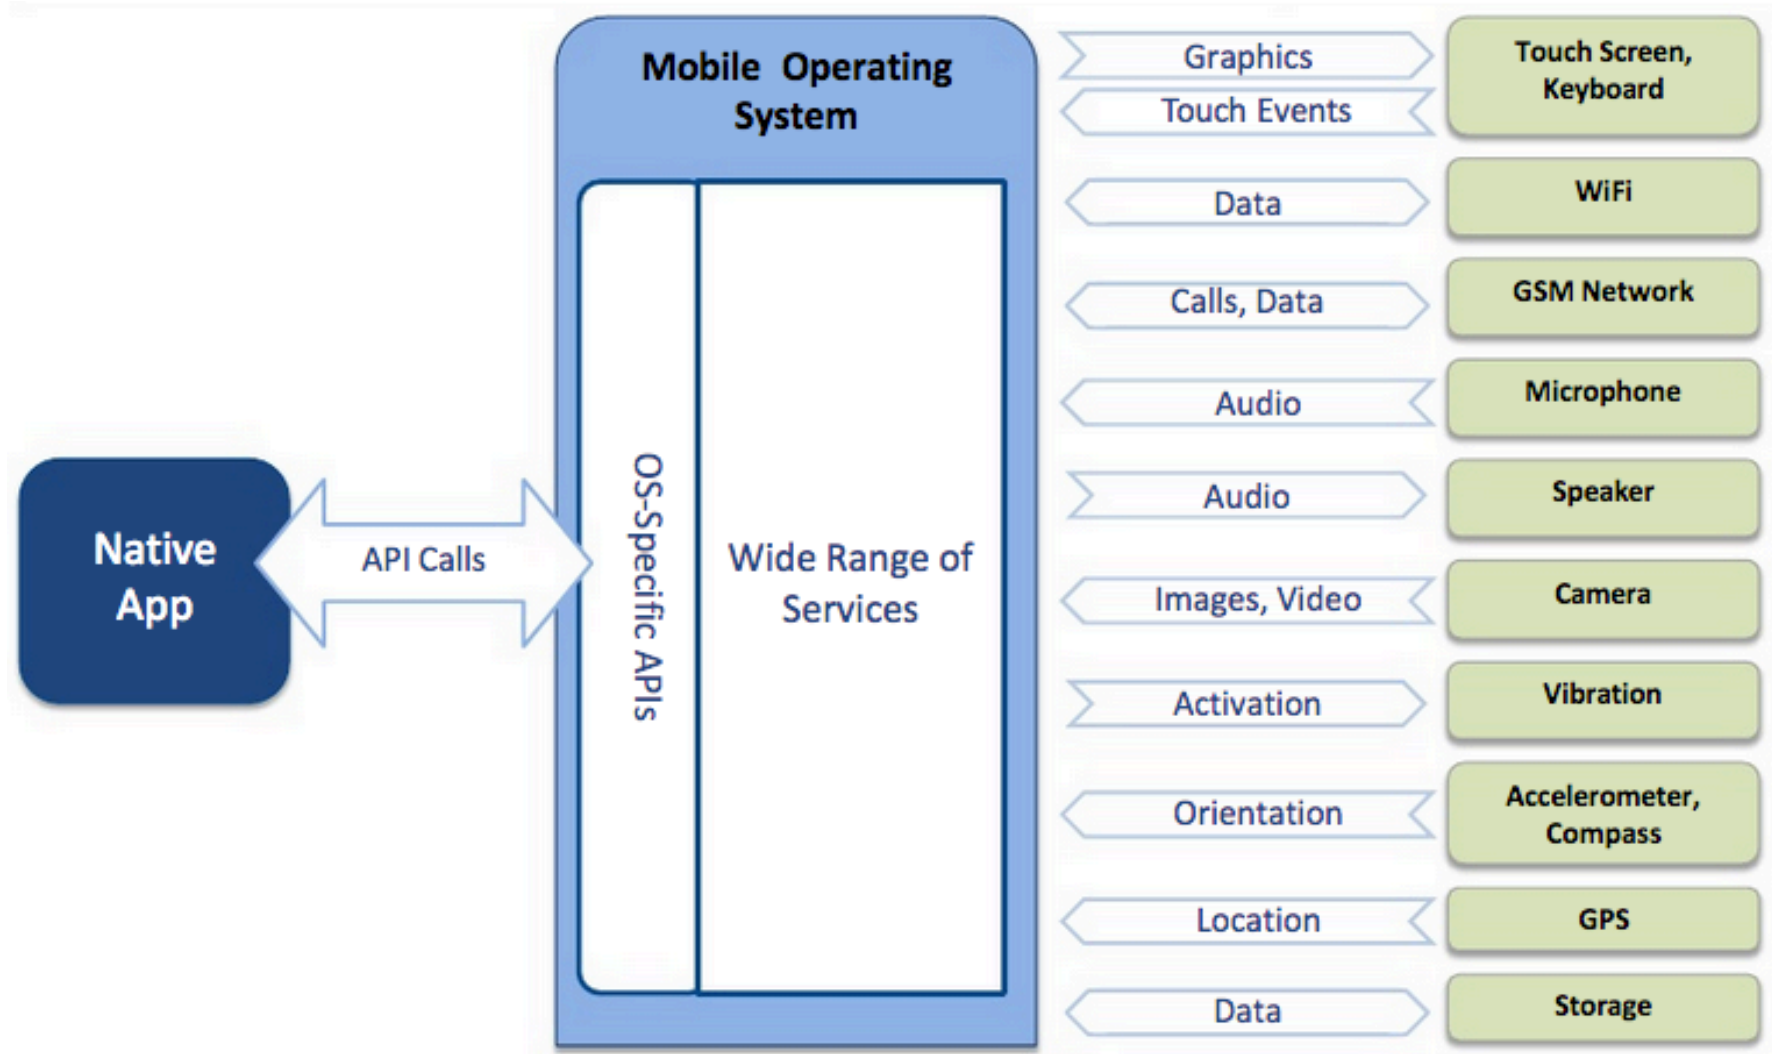 Mobile Operating
System
Native
App
API Calls
OS-Specific APIs
Wide Range of
Services
Graphics
Touch Events
Touch Screen,
Keyboard
Data
WiFi
Calls, Data
GSM Network
Audio
Microphone
Audio
Speaker
Images, Video
Camera
Activation
Vibration
Orientation
Accelerometer,
Compass
Location
GPS
Data
Storage